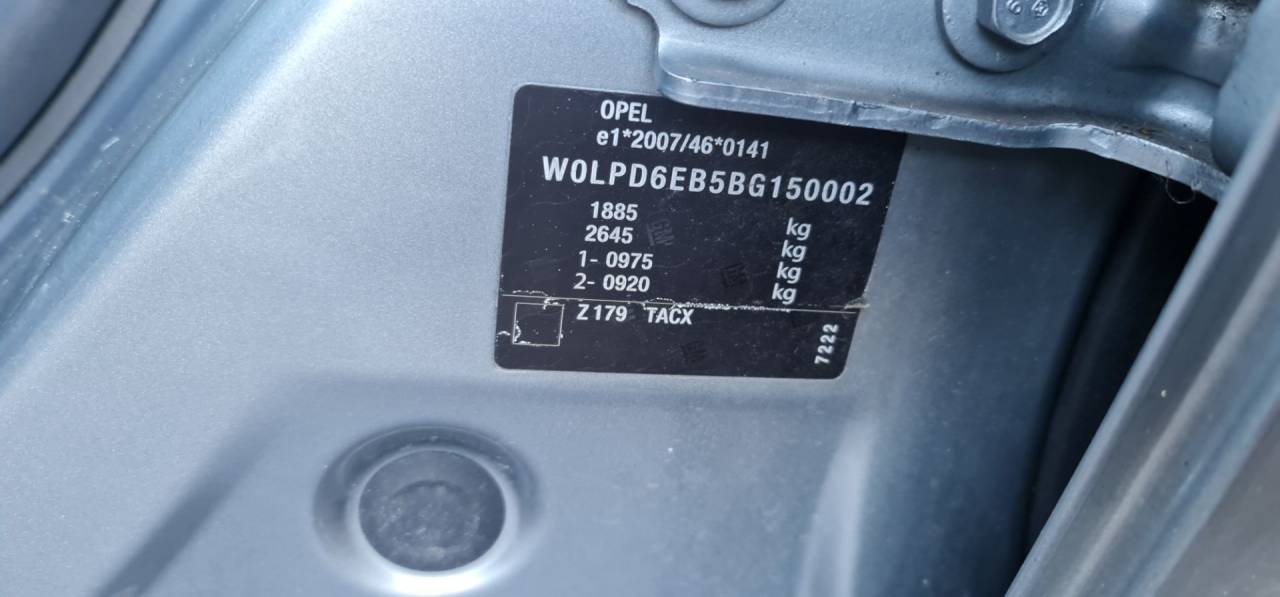 OPEL
e1*2007/46*0141
W0LPD6EB5BG150002
1885 kg
2645 kg
1- 0975 kg
2- 0920 kg
Z179 TACX
7222